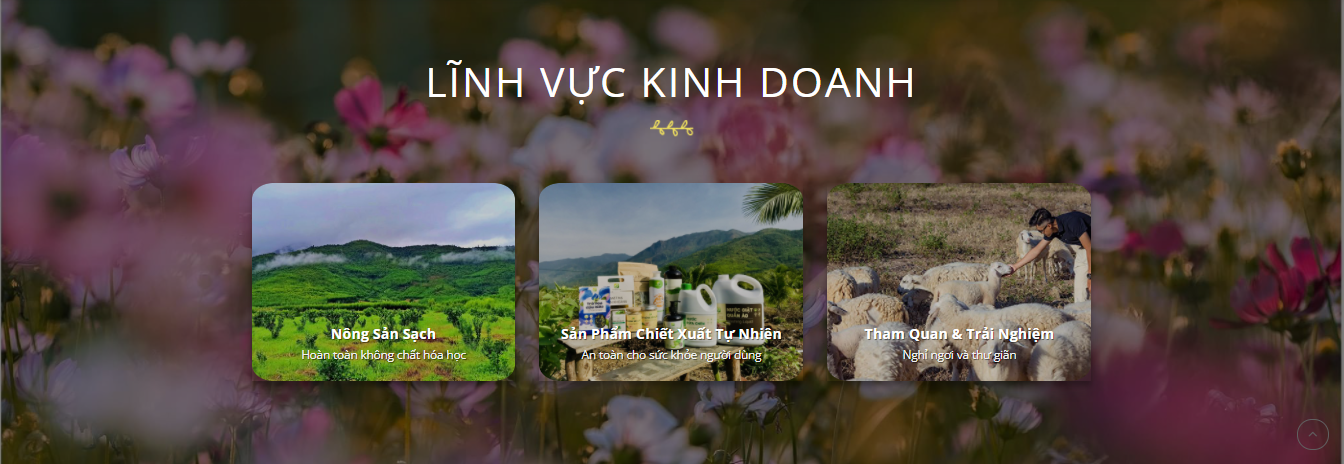 LĨNH VỰC KINH DOANH
Nông Sản Sạch
Hoàn toàn không chất hóa học
Sản Phẩm Chiết Xuất Tự Nhiên
An toàn cho sức khỏe người dùng
Tham Quan & Trải Nghiệm
Nghỉ ngơi và thư giãn